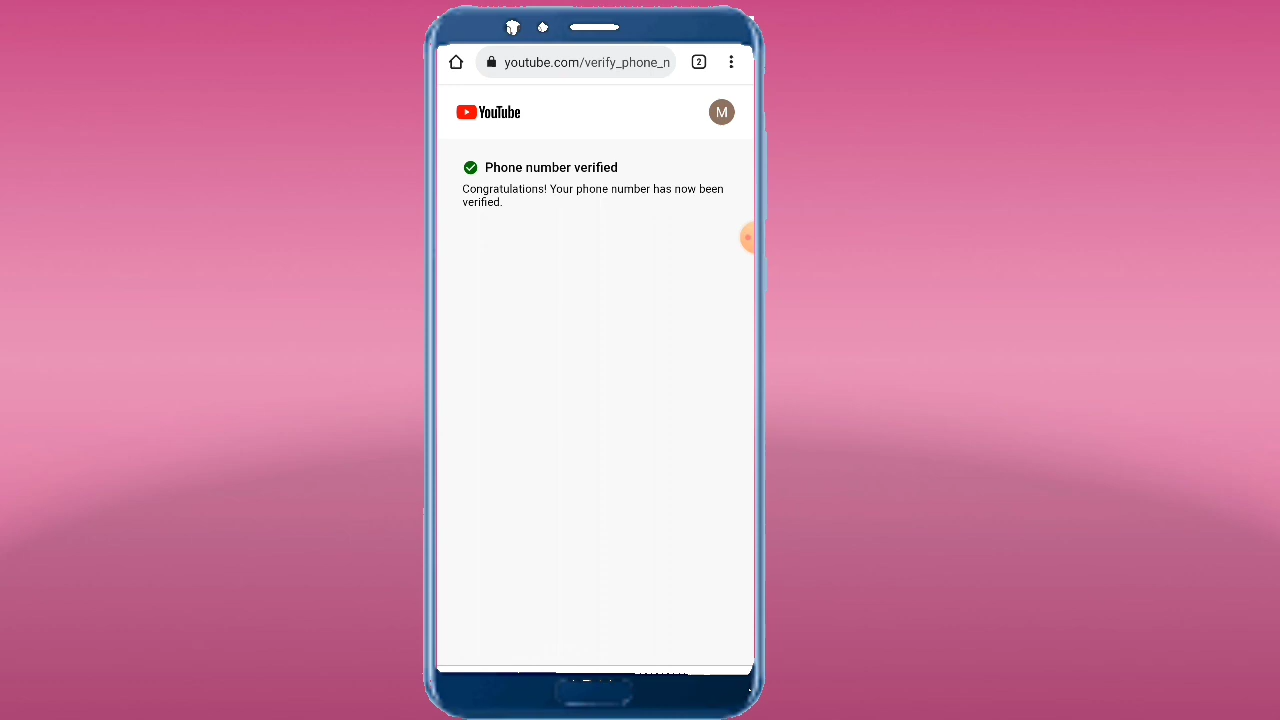 youtube.com/verify_phone_n
2
YouTube
M
Phone number verified
Congratulations! Your phone number has now been
verified.